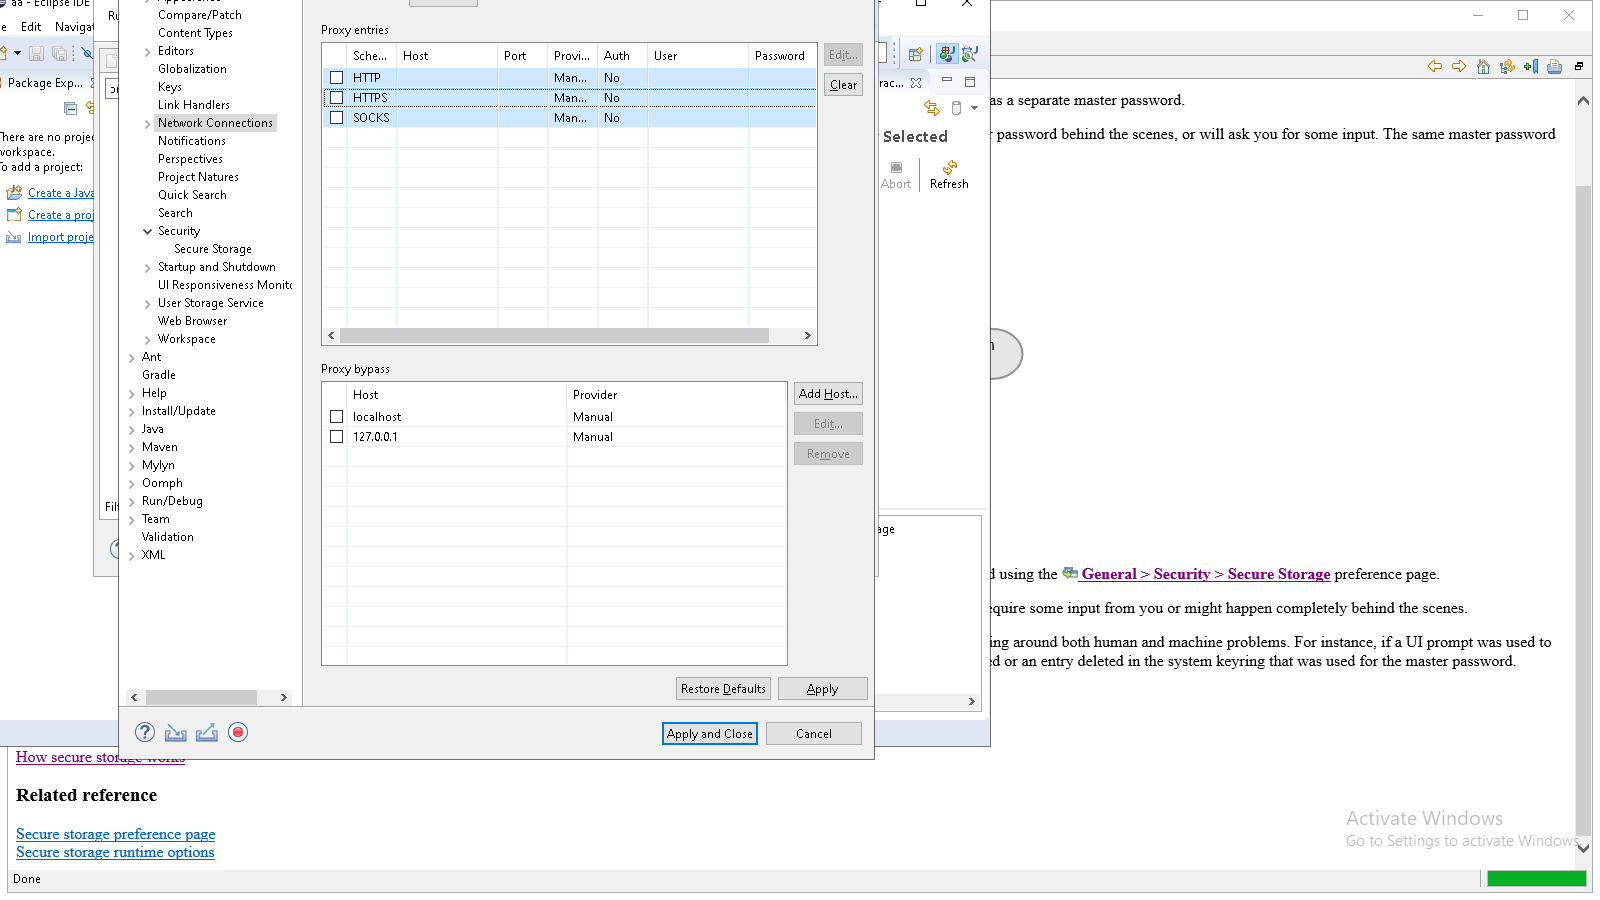 aa - Eclipse IDE
Edit
Navigat
Package Exp...
There are no projec
workspace.
To add a project:
Create a Java
Create a proj
Import proje
Compare/Patch
Content Types
Editors
Globalization
Keys
Link Handlers
Network Connections
Notifications
Perspectives
Project Natures
Quick Search
Search
Security
Secure Storage
Startup and Shutdown
UI Responsiveness Monito
User Storage Service
Web Browser
Workspace
Ant
Gradle
Help
Install/Update
Java
Maven
Mylyn
Oomph
Run/Debug
Team
Validation
XML
Proxy entries
Sche... Host Port Provi... Auth User Password
HTTP Man... No
HTTPS Man... No
SOCKS Man... No
Edit...
Clear
Proxy bypass
Host Provider
localhost Manual
127.0.0.1 Manual
Add Host...
Edit...
Remove
Restore Defaults Apply
Apply and Close Cancel
rac...
Selected
Abort Refresh
age
as a separate master password.
r password behind the scenes, or will ask you for some input. The same master password
n
d using the General > Security > Secure Storage preference page.
equire some input from you or might happen completely behind the scenes.
ing around both human and machine problems. For instance, if a UI prompt was used to
ed or an entry deleted in the system keyring that was used for the master password.
How secure storage works
Related reference
Secure storage preference page
Secure storage runtime options
Activate Windows
Go to Settings to activate Windows.
Done